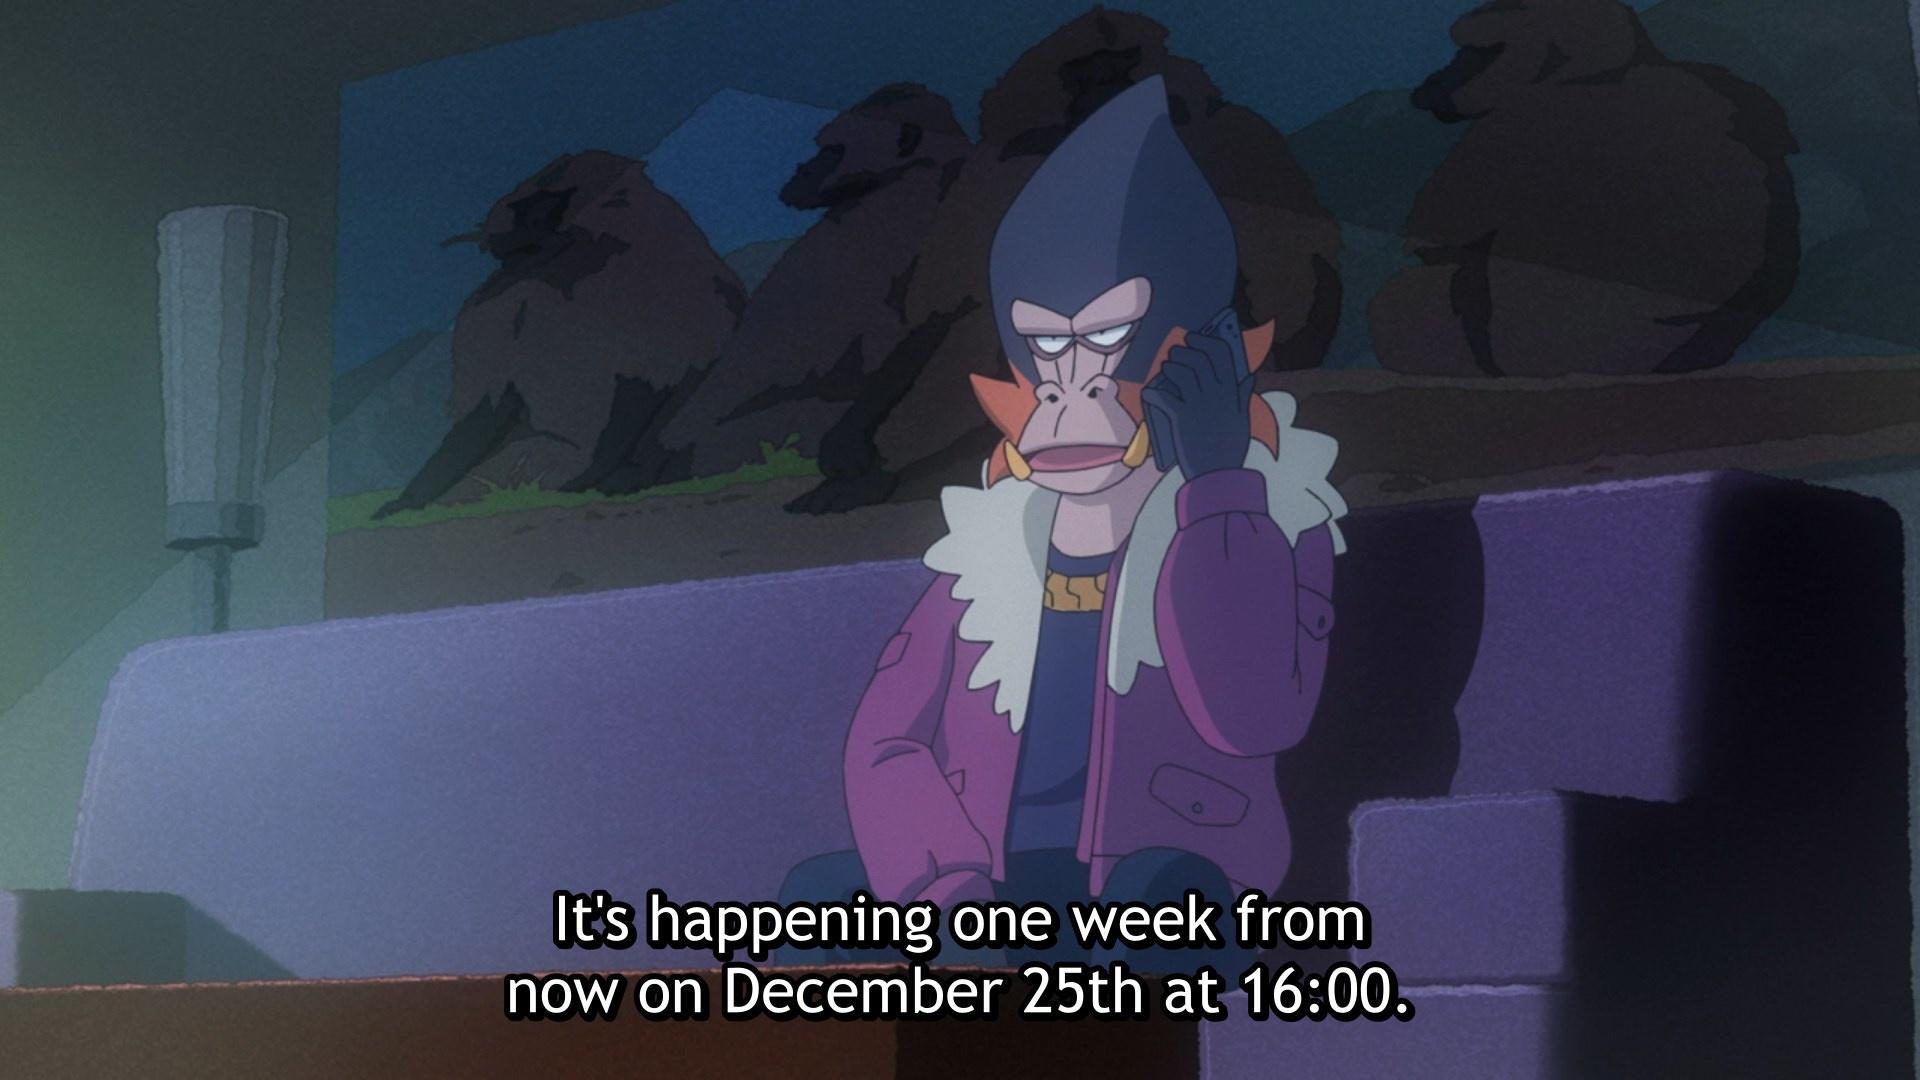 It's happening one week from
now on December 25th at 16:00.